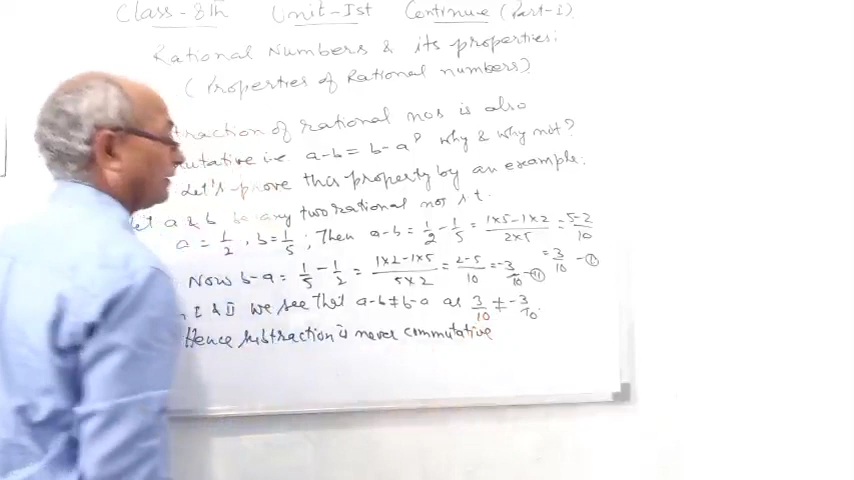 Class-8th Unit-Ist Continue (Part-I)
Rational Numbers & its properties:
(Properties of Rational numbers)
traction of rational nos is also
mutative i.e a-b = b-a? why & why not?
Let's prove this property by an example.
let a & b be any two rational nos s t.
a = 1/2, b = 1/5; Then a-b = 1/2 - 1/5 = (1×5-1×2)/(2×5) = (5-2)/10
= 3/10 - (I)
Now b-a = 1/5 - 1/2 = (1×2-1×5)/(5×2) = (2-5)/10 = -3/10 - (II)
I & II we see that a-b ≠ b-a as 3/10 ≠ -3/10.
Hence subtraction is never commutative